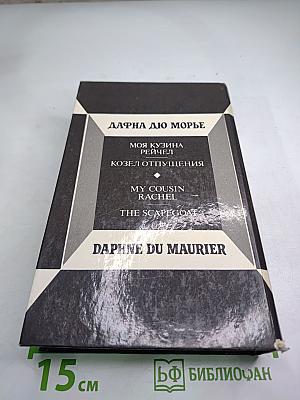 ДАФНА ДЮ МОРЬЕ
МОЯ КУЗИНА
РЕЙЧЕЛ
КОЗЕЛ ОТПУЩЕНИЯ
MY COUSIN
RACHEL
THE SCAPEGOAT
DAPHNE DU MAURIER
15 см
БФ БИБЛИОФАН